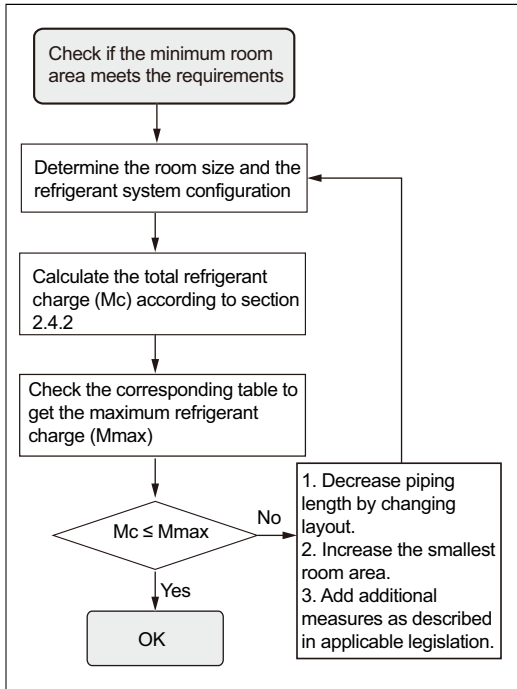 Check if the minimum room
area meets the requirements
Determine the room size and the
refrigerant system configuration
Calculate the total refrigerant
charge (Mc) according to section
2.4.2
Check the corresponding table to
get the maximum refrigerant
charge (Mmax)
Mc ≤ Mmax
No
Yes
OK
1. Decrease piping
length by changing
layout.
2. Increase the smallest
room area.
3. Add additional
measures as described
in applicable legislation.